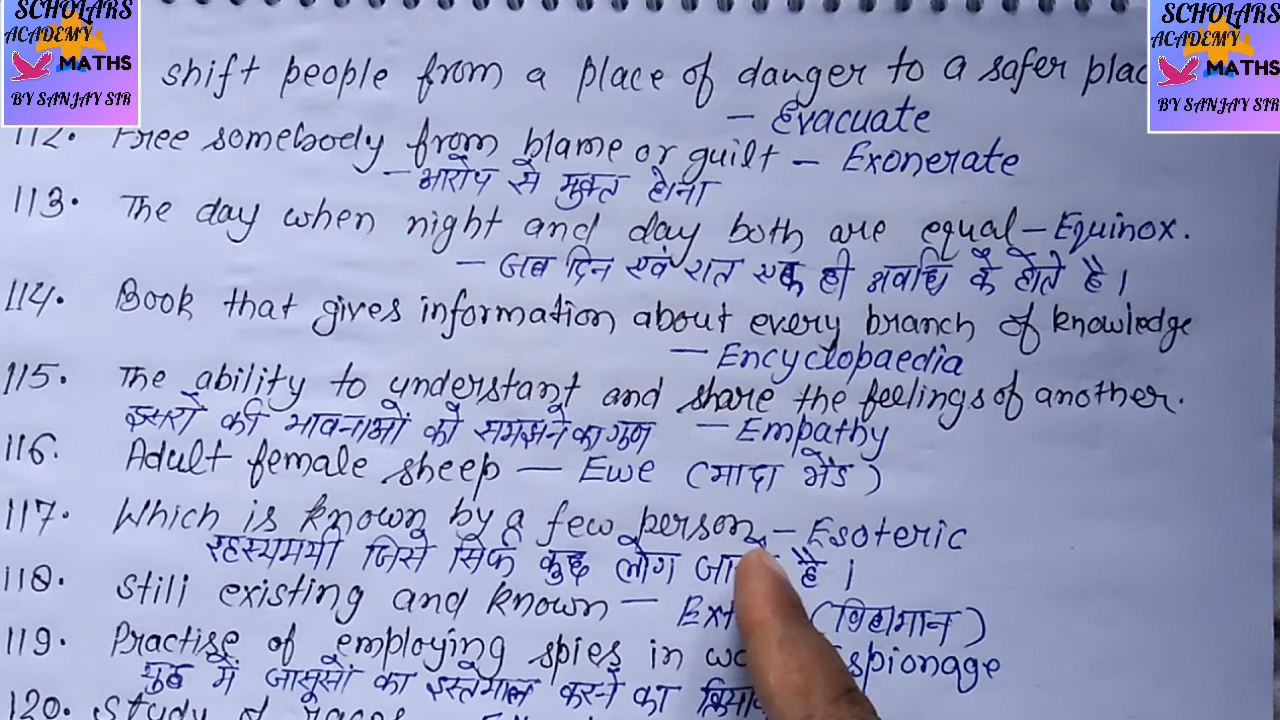 SCHOLARS
ACADEMY
MATHS
BY SANJAY SIR
SCHOLARS
ACADEMY
MATHS
BY SANJAY SIR
shift people from a place of danger to a safer plac
- Evacuate
112. Free somebody from blame or guilt - Exonerate
- आरोप से मुक्त होना
113. The day when night and day both are equal - Equinox.
- जब दिन एवं रात एक ही अवधि के होते है।
114. Book that gives information about every branch of knowledge
- Encyclopaedia
115. The ability to understant and share the feelings of another.
दूसरों की भावनाओं को समझने का गुण - Empathy
116. Adult female sheep - Ewe (मादा भेड)
117. Which is known by a few person - Esoteric
रहस्यमयी जिसे सिर्फ कुछ लोग जा है।
118. Still existing and known - Ext (विद्यमान)
119. Practise of employing spies in spionage
युद्ध में जासूसों का इस्तेमाल करने का
120. Study of